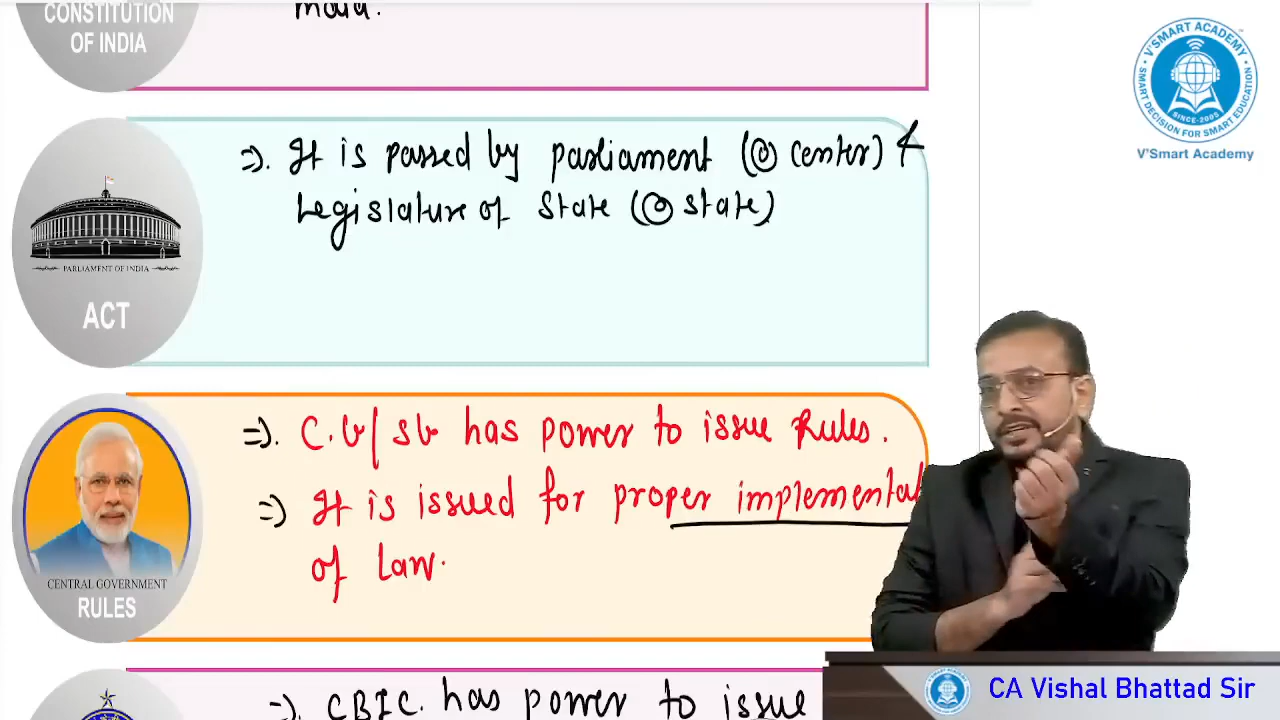 CONSTITUTION
OF INDIA
V'SMART ACADEMY
SMART DECISION FOR SMART EDUCATION
SINCE-2005
V'Smart Academy
⇒. It is passed by parliament (@ center) &
Legislature of State (@ state)
PARLIAMENT OF INDIA
ACT
⇒. C.G/SG has power to issue Rules.
⇒) It is issued for proper implementat
of Law.
CENTRAL GOVERNMENT
RULES
⇒. CBIC. has power to issue
CA Vishal Bhattad Sir